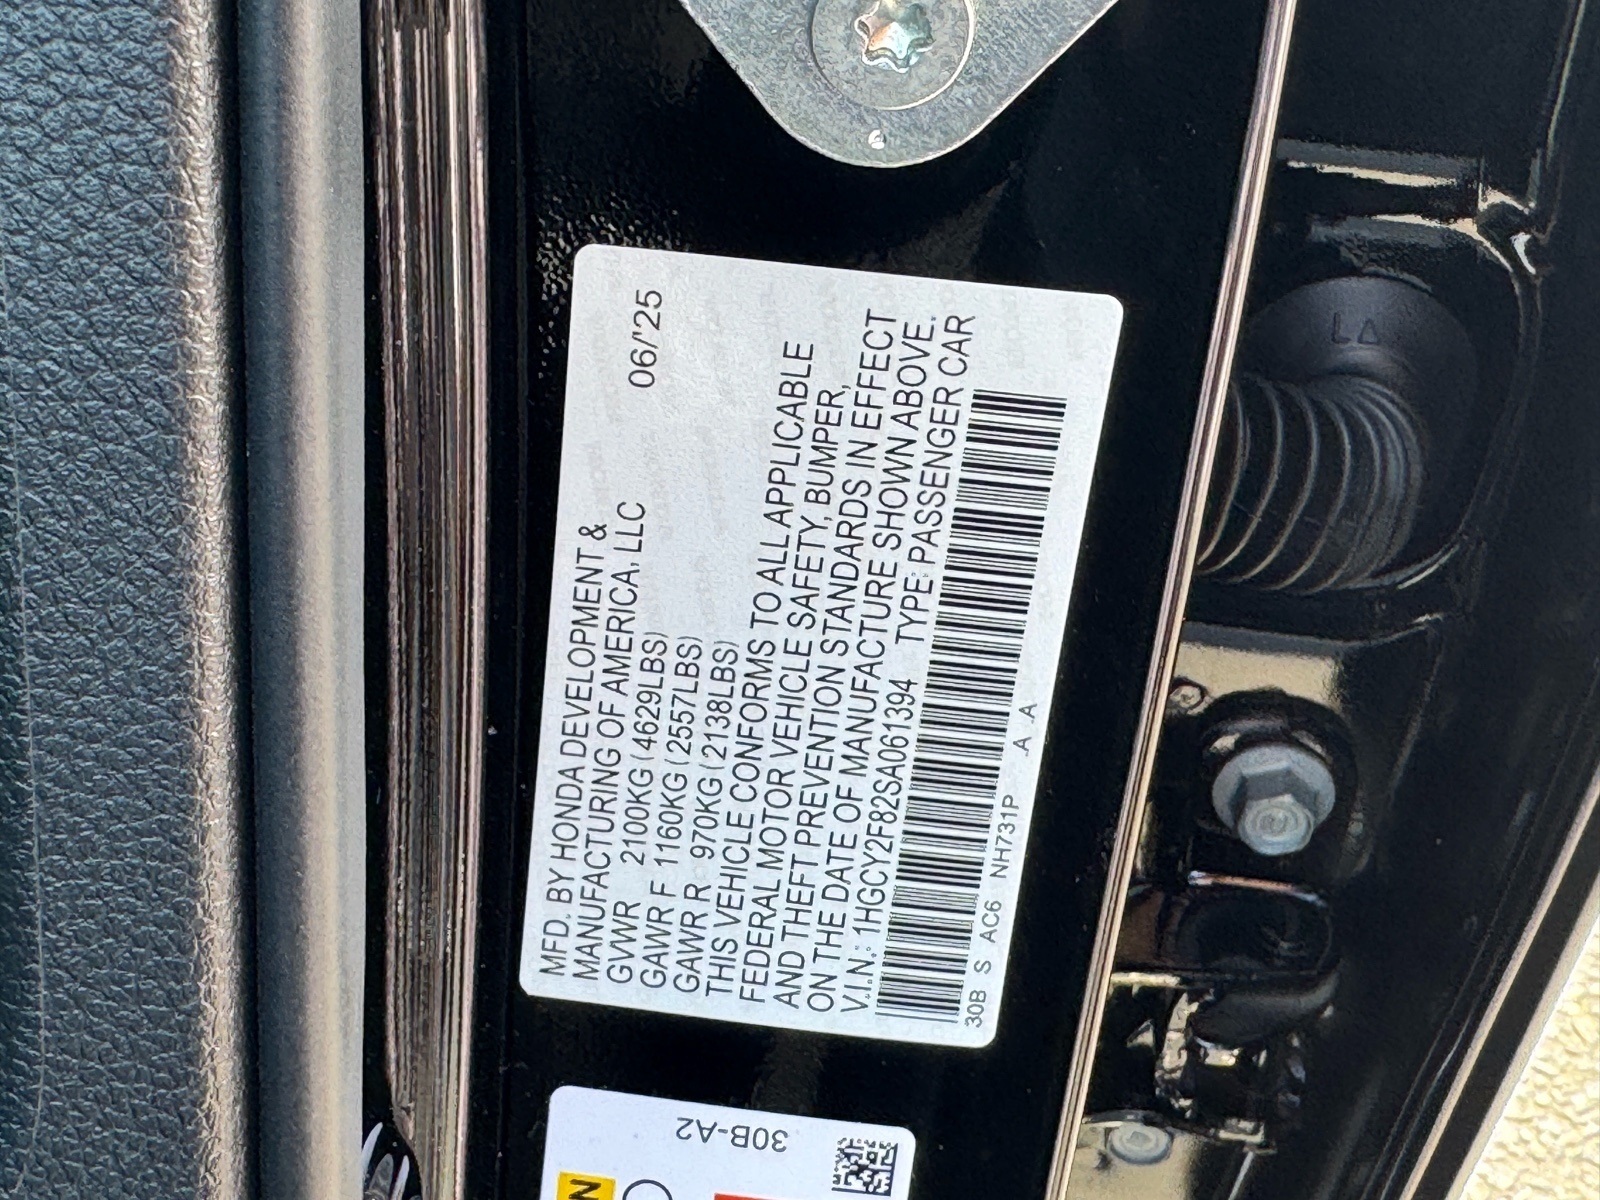 MFD. BY HONDA DEVELOPMENT &
MANUFACTURING OF AMERICA, LLC
06/'25
GVWR 2100KG (4629LBS)
GAWR F 1160KG (2557LBS)
GAWR R 970KG (2138LBS)
THIS VEHICLE CONFORMS TO ALL APPLICABLE
FEDERAL MOTOR VEHICLE SAFETY, BUMPER,
AND THEFT PREVENTION STANDARDS IN EFFECT
ON THE DATE OF MANUFACTURE SHOWN ABOVE.
V.I.N.: 1HGCY2F82SA061394 TYPE: PASSENGER CAR
30B S AC6 NH731P A A
30B-A2